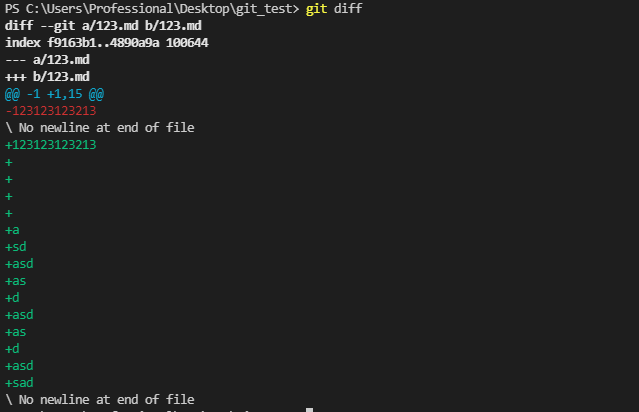 PS C:\Users\Professional\Desktop\git_test> git diff
diff --git a/123.md b/123.md
index f9163b1..4890a9a 100644
--- a/123.md
+++ b/123.md
@@ -1 +1,15 @@
-123123123213
\ No newline at end of file
+123123123213
+
+
+
+
+a
+sd
+asd
+as
+d
+asd
+as
+d
+asd
+sad
\ No newline at end of file